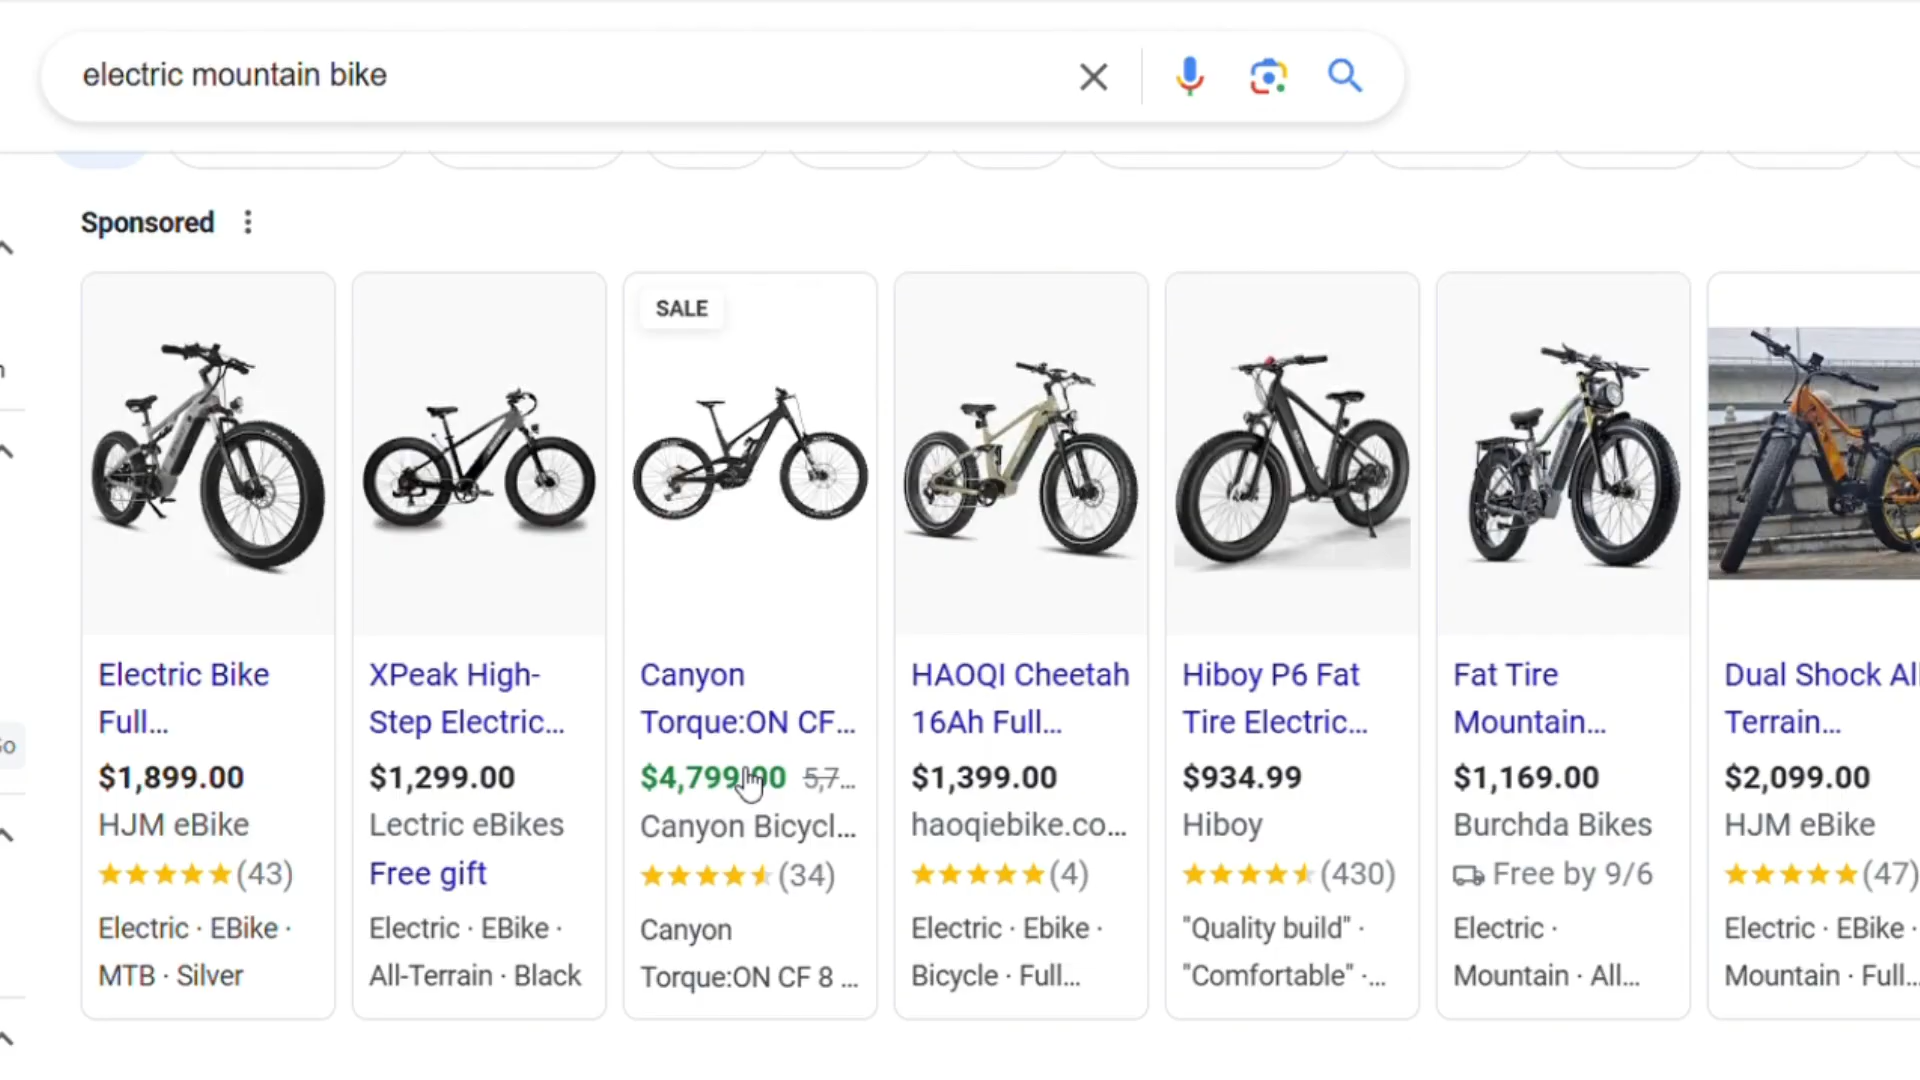 electric mountain bike
Sponsored
SALE
Electric Bike
Full...
$1,899.00
HJM eBike
(43)
Electric · EBike ·
MTB · Silver
XPeak High-
Step Electric...
$1,299.00
Lectric eBikes
Free gift
Electric · EBike ·
All-Terrain · Black
Canyon
Torque:ON CF...
$4,799.00 5,7...
Canyon Bicycl...
(34)
Canyon
Torque:ON CF 8 ...
HAOQI Cheetah
16Ah Full...
$1,399.00
haoqiebike.co...
(4)
Electric · Ebike ·
Bicycle · Full...
Hiboy P6 Fat
Tire Electric...
$934.99
Hiboy
(430)
"Quality build" ·
"Comfortable" ·...
Fat Tire
Mountain...
$1,169.00
Burchda Bikes
Free by 9/6
Electric ·
Mountain · All...
Dual Shock All
Terrain...
$2,099.00
HJM eBike
(47)
Electric · EBike ·
Mountain · Full...